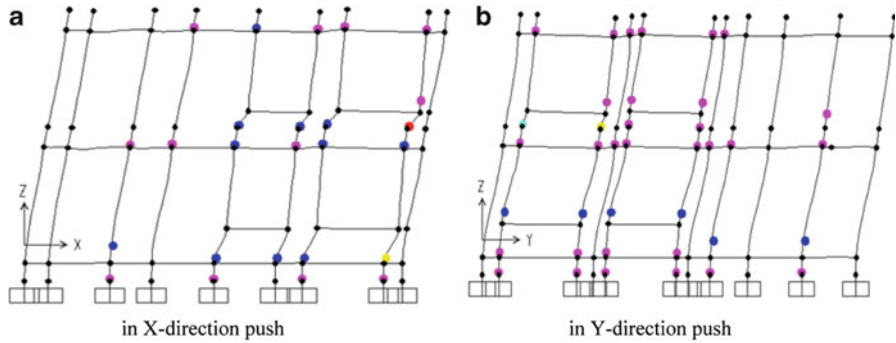 a
b
Z
X
Z
Y
in X-direction push
in Y-direction push